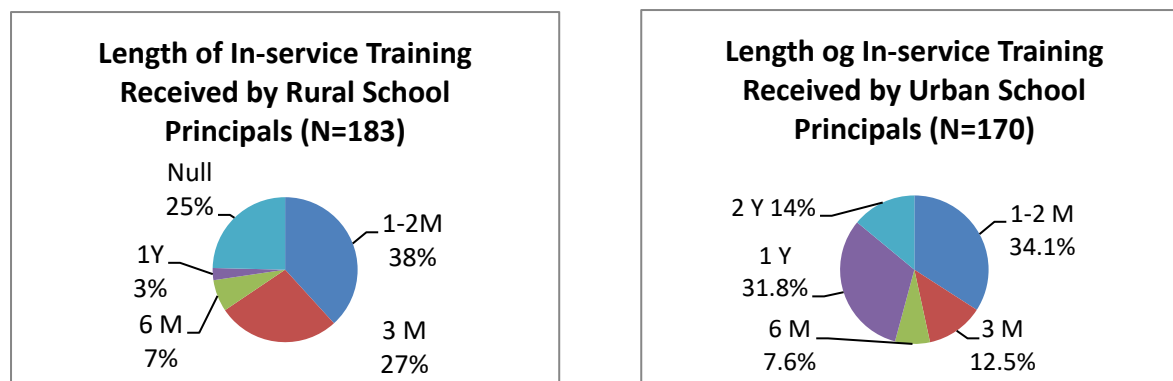 Length of In-service Training
Received by Rural School
Principals (N=183)
Null
25%
1-2M
38%
1Y
3%
6 M
7%
3 M
27%
Length og In-service Training
Received by Urban School
Principals (N=170)
2 Y 14%
1-2 M
34.1%
1 Y
31.8%
6 M
7.6%
3 M
12.5%